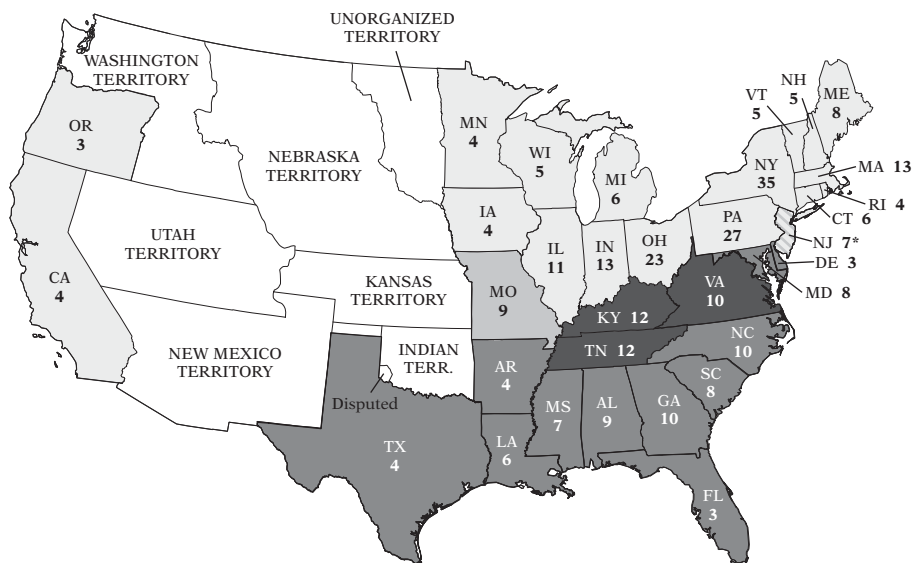 UNORGANIZED
TERRITORY
WASHINGTON
TERRITORY
OR
3
NEBRASKA
TERRITORY
MN
4
WI
5
MI
6
VT
5
NH
5
ME
8
NY
35
MA 13
RI 4
CT 6
PA
27
NJ 7*
DE 3
MD 8
UTAH
TERRITORY
IA
4
IL
11
IN
13
OH
23
CA
4
KANSAS
TERRITORY
MO
9
KY 12
VA
10
NEW MEXICO
TERRITORY
INDIAN
TERR.
Disputed
AR
4
TN 12
NC
10
SC
8
TX
4
LA
6
MS
7
AL
9
GA
10
FL
3